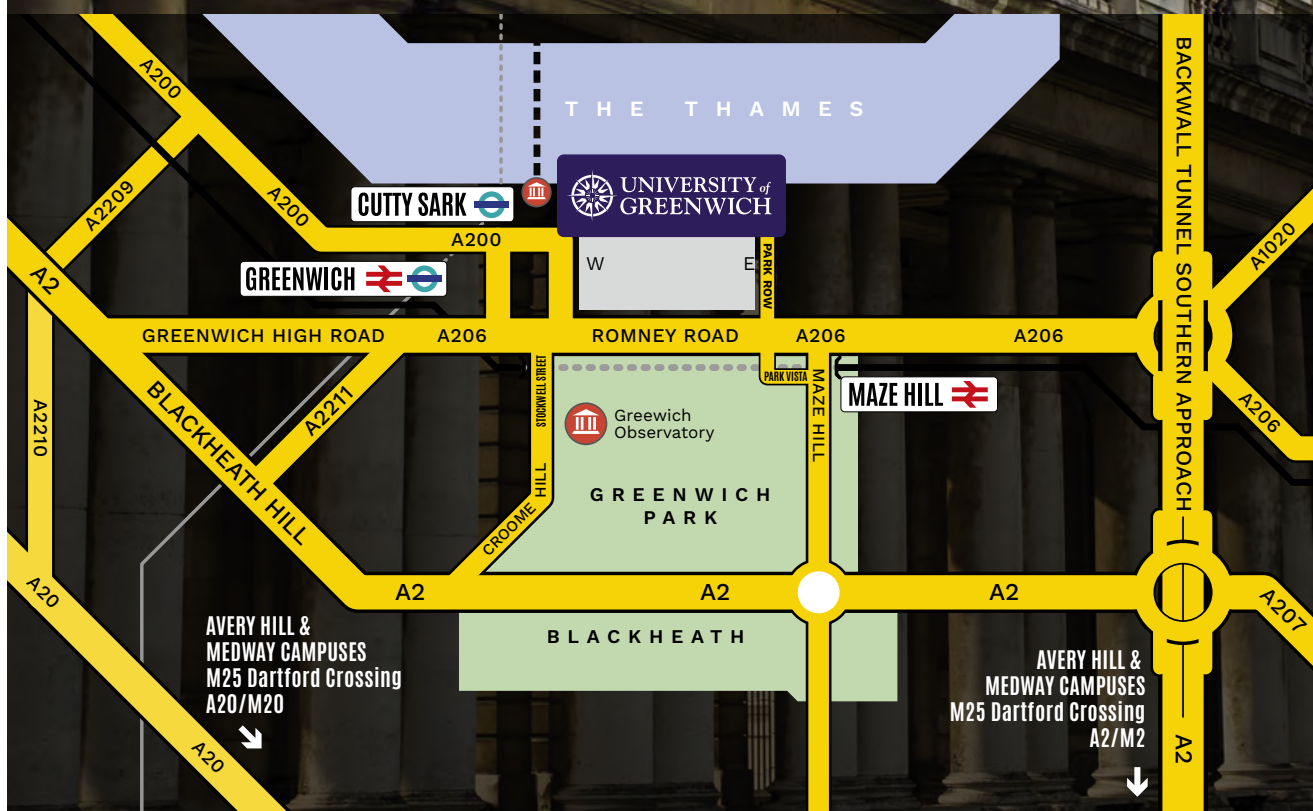 A200
THE THAMES
BACKWALL TUNNEL SOUTHERN APPROACH
A2209
A200
CUTTY SARK
UNIVERSITY of
GREENWICH
A1020
A2
A200
GREENWICH
W
E
PARK ROW
GREENWICH HIGH ROAD
A206
ROMNEY ROAD
A206
A206
STOCKWELL STREET
PARK VISTA
MAZE HILL
MAZE HILL
A2210
BLACKHEATH HILL
A2211
Greewich
Observatory
A206
CROOME HILL
GREENWICH
PARK
A20
A2
A2
A2
A207
AVERY HILL &
MEDWAY CAMPUSES
M25 Dartford Crossing
A20/M20
BLACKHEATH
AVERY HILL &
MEDWAY CAMPUSES
M25 Dartford Crossing
A2/M2
A20
A2